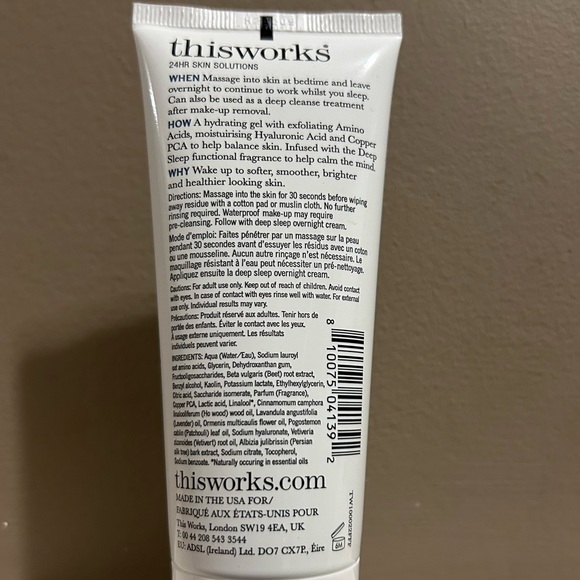 thisworks
24HR SKIN SOLUTIONS
WHEN Massage into skin at bedtime and leave
overnight to continue to work whilst you sleep.
Can also be used as a deep cleanse treatment
after make-up removal.
HOW A hydrating gel with exfoliating Amino
Acids, moisturising Hyaluronic Acid and Copper
PCA to help balance skin. Infused with the Deep
Sleep functional fragrance to help calm the mind.
WHY Wake up to softer, smoother, brighter
and healthier looking skin.
Directions: Massage into the skin for 30 seconds before wiping
away residue with a cotton pad or muslin cloth. No further
rinsing required. Waterproof make-up may require
pre-cleansing. Follow with deep sleep overnight cream.
Mode d'emploi: Faites pénétrer par un massage sur la peau
pendant 30 secondes avant d'essuyer les résidus avec un coton
ou une mousseline. Aucun autre rinçage n'est nécessaire. Le
maquillage résistant à l'eau peut nécessiter un pré-nettoyage.
Appliquez ensuite la deep sleep overnight cream.
Cautions: For adult use only. Keep out of reach of children. Avoid contact
with eyes. In case of contact with eyes rinse well with water. For external
use only. Individual results may vary.
Précautions: Produit réservé aux adultes. Tenir hors de
portée des enfants. Éviter le contact avec les yeux.
À usage externe uniquement. Les résultats
individuels peuvent varier.
INGREDIENTS: Aqua (Water/Eau), Sodium lauroyl
oat amino acids, Glycerin, Dehydroxanthan gum,
Fructooligosaccharides, Beta vulgaris (Beet) root extract,
Benzyl alcohol, Kaolin, Potassium lactate, Ethylhexylglycerin,
Citric acid, Saccharide isomerate, Parfum (Fragrance),
Copper PCA, Lactic acid, Linalool*, Cinnamomum camphora
linalooliferum (Ho wood) wood oil, Lavandula angustifolia
(Lavender) oil, Ormenis multicaulis flower oil, Pogostemon
cablin (Patchouli) leaf oil, Sodium hyaluronate, Vetiveria
zizanoides (Vetivert) root oil, Albizia julibrissin (Persian
silk tree) bark extract, Sodium citrate, Tocopherol,
Sodium benzoate. *Naturally occuring in essential oils
8 10075 04139 2
thisworks.com
MADE IN THE USA FOR/
FABRIQUÉ AUX ÉTATS-UNIS POUR
This Works, London SW19 4EA, UK
T: 00 44 208 543 3544
EU: ADSL (Ireland) Ltd. DO7 CX7P., Éire